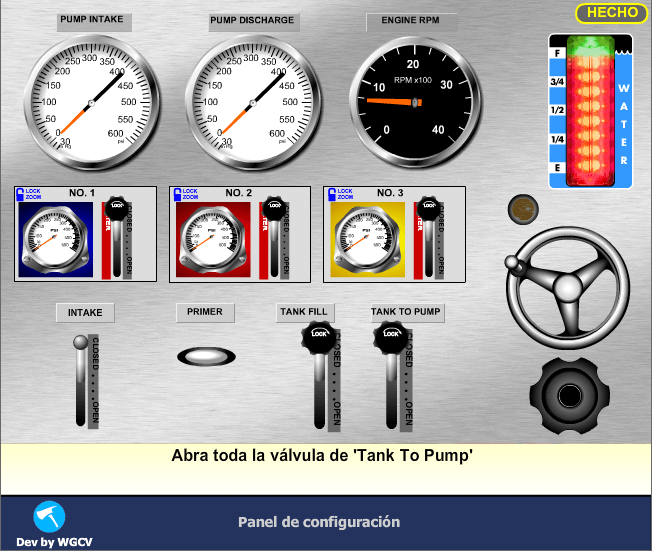 HECHO
PUMP INTAKE
PUMP DISCHARGE
ENGINE RPM
0
50
100
150
200
250
300
350
400
450
500
550
600
psi
30
0
50
100
150
200
250
300
350
400
450
500
550
600
psi
30
RPM x100
0
10
20
30
40
F
3/4
1/2
1/4
E
WATER
LOCK
ZOOM
NO. 1
CLOSED . . . . OPEN
LOCK
ZOOM
NO. 2
CLOSED . . . . OPEN
LOCK
ZOOM
NO. 3
CLOSED . . . . OPEN
LOCK
LOCK
LOCK
INTAKE
PRIMER
TANK FILL
TANK TO PUMP
CLOSED . . . . OPEN
LOCK
CLOSED . . . . OPEN
LOCK
CLOSED . . . . OPEN
Abra toda la válvula de 'Tank To Pump'
Panel de configuración
Dev by WGCV